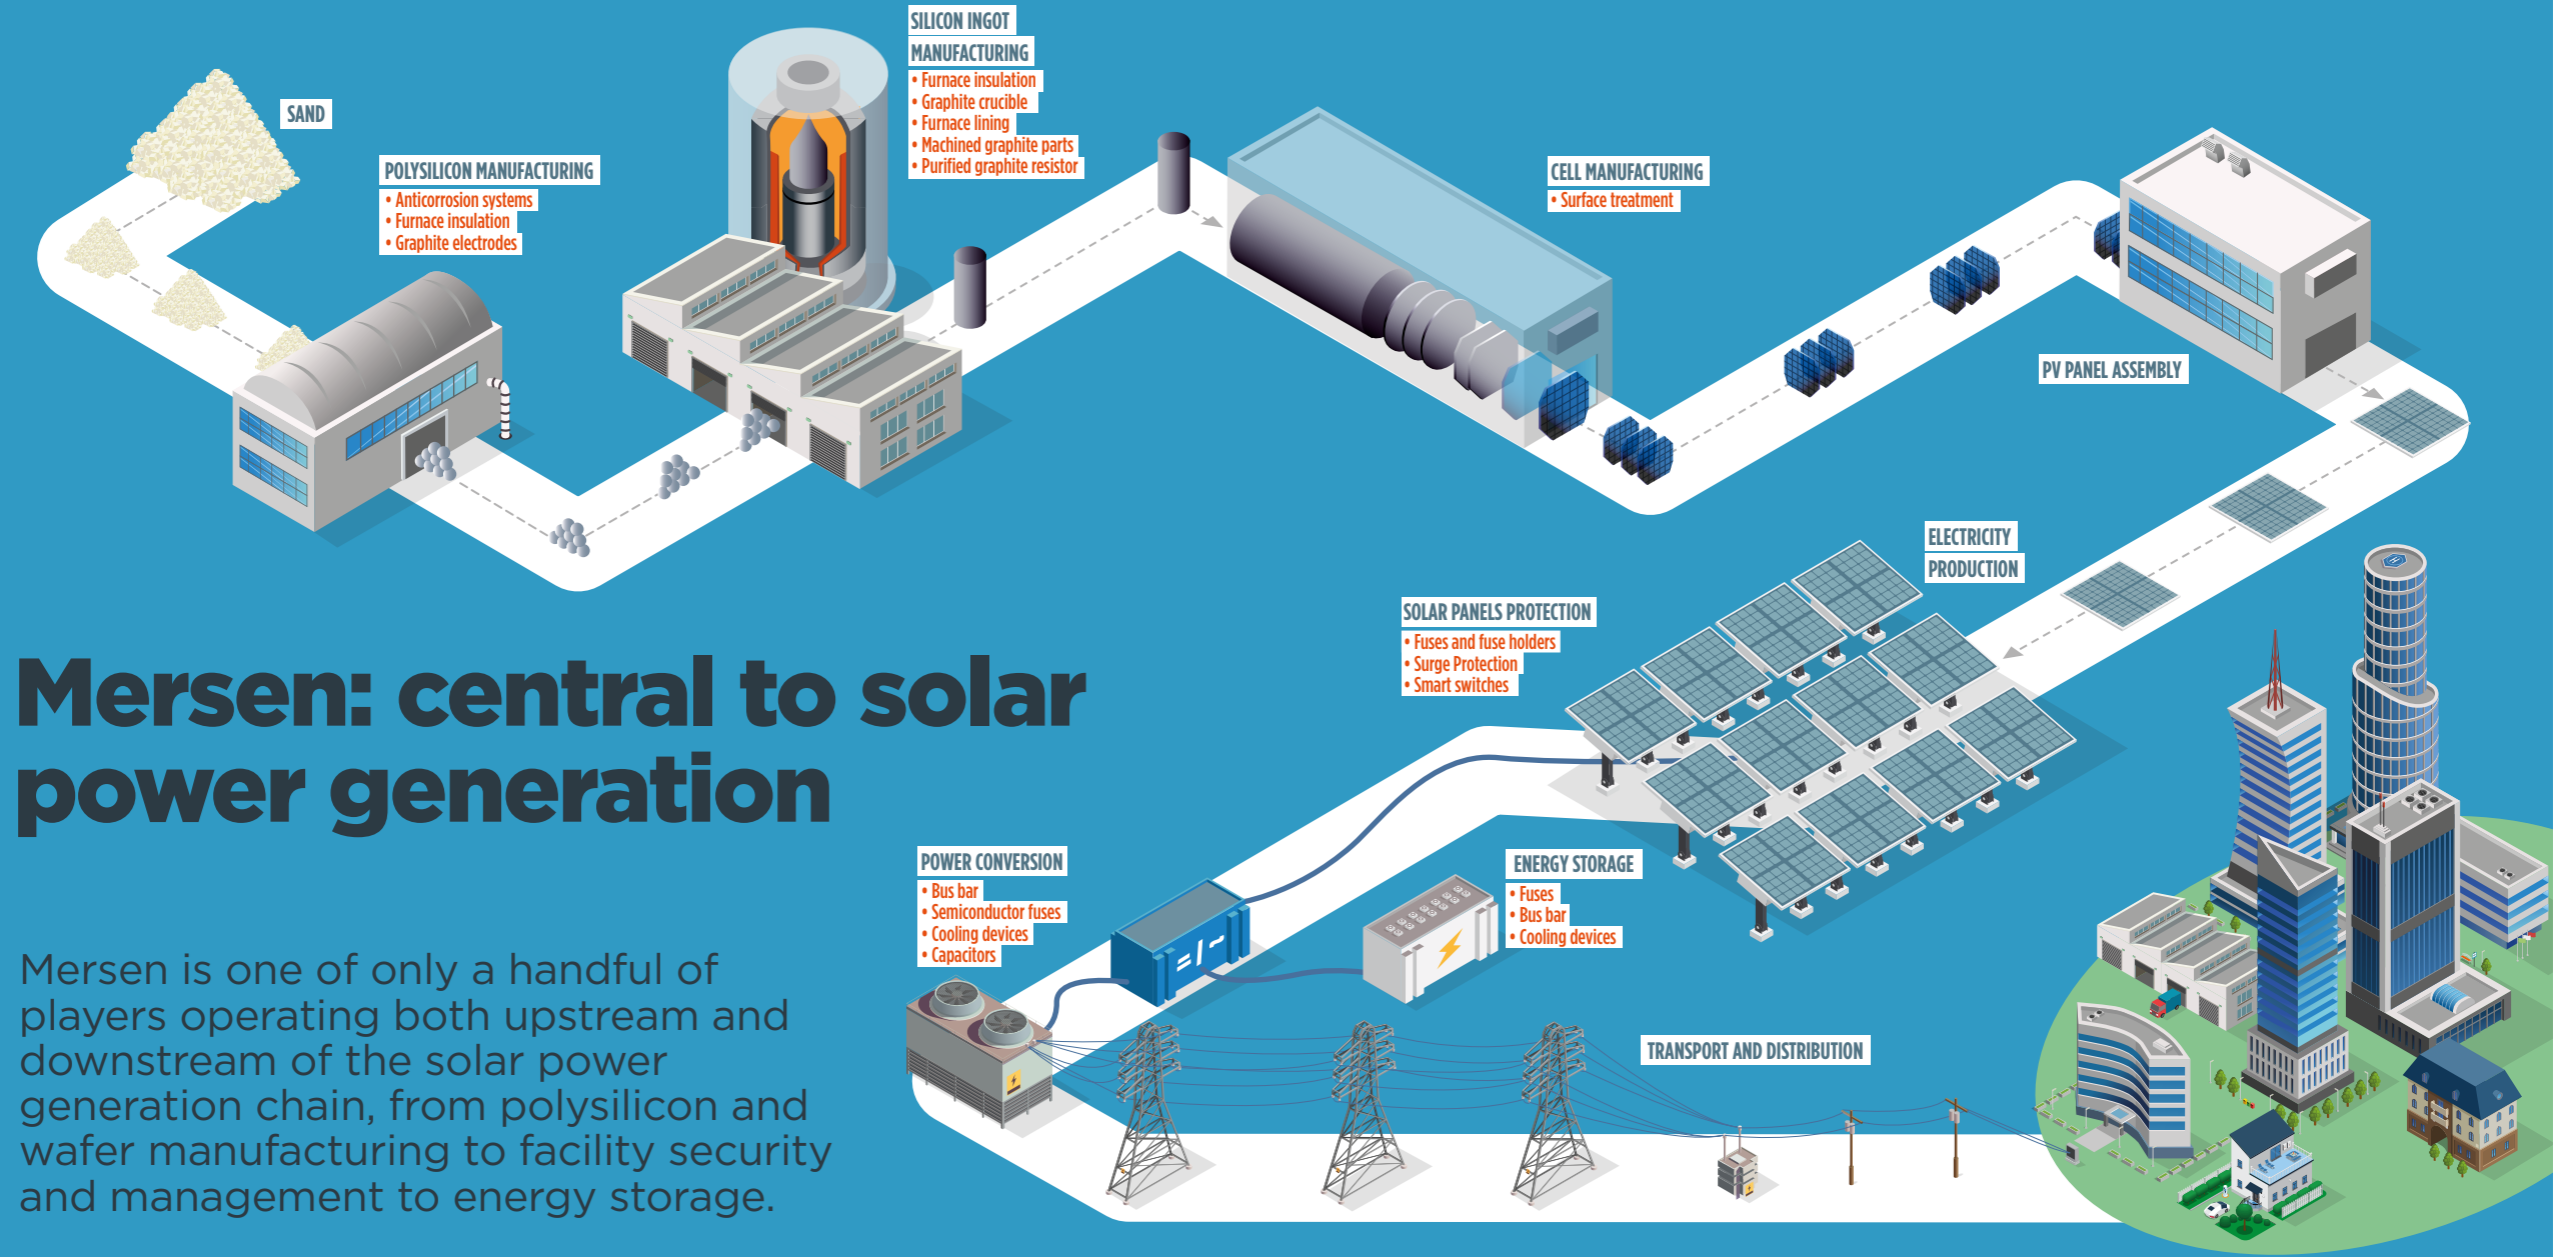 SAND
POLYSILICON MANUFACTURING
• Anticorrosion systems
• Furnace insulation
• Graphite electrodes
SILICON INGOT
MANUFACTURING
• Furnace insulation
• Graphite crucible
• Furnace lining
• Machined graphite parts
• Purified graphite resistor
CELL MANUFACTURING
• Surface treatment
PV PANEL ASSEMBLY
ELECTRICITY
PRODUCTION
SOLAR PANELS PROTECTION
• Fuses and fuse holders
• Surge Protection
• Smart switches
Mersen: central to solar
power generation
Mersen is one of only a handful of
players operating both upstream and
downstream of the solar power
generation chain, from polysilicon and
wafer manufacturing to facility security
and management to energy storage.
POWER CONVERSION
• Bus bar
• Semiconductor fuses
• Cooling devices
• Capacitors
ENERGY STORAGE
• Fuses
• Bus bar
• Cooling devices
TRANSPORT AND DISTRIBUTION